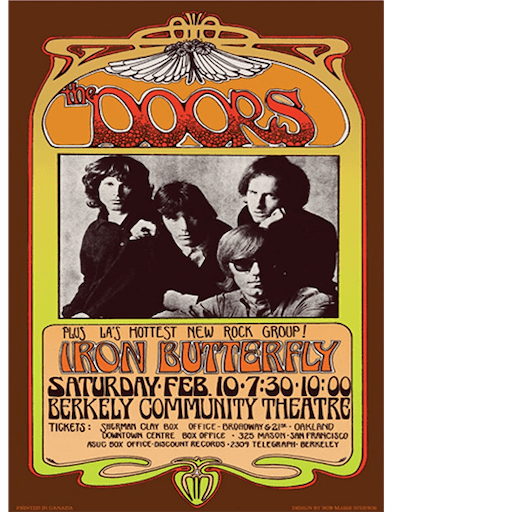 the DOORS
PLUS LA'S HOTTEST NEW ROCK GROUP!
IRON BUTTERFLY
SATURDAY·FEB. 10·7:30·10:00
BERKELY COMMUNITY THEATRE
TICKETS: SHERMAN CLAY BOX OFFICE - BROADWAY & 21ST - OAKLAND
DOWNTOWN CENTRE BOX OFFICE · 325 MASON·SAN FRANCISCO
ASUC BOX OFFICE·DISCOUNT RECORDS·2309 TELEGRAPH·BERKELEY
PRINTED IN CANADA
DESIGN BY BOB MASSE STUDIOS